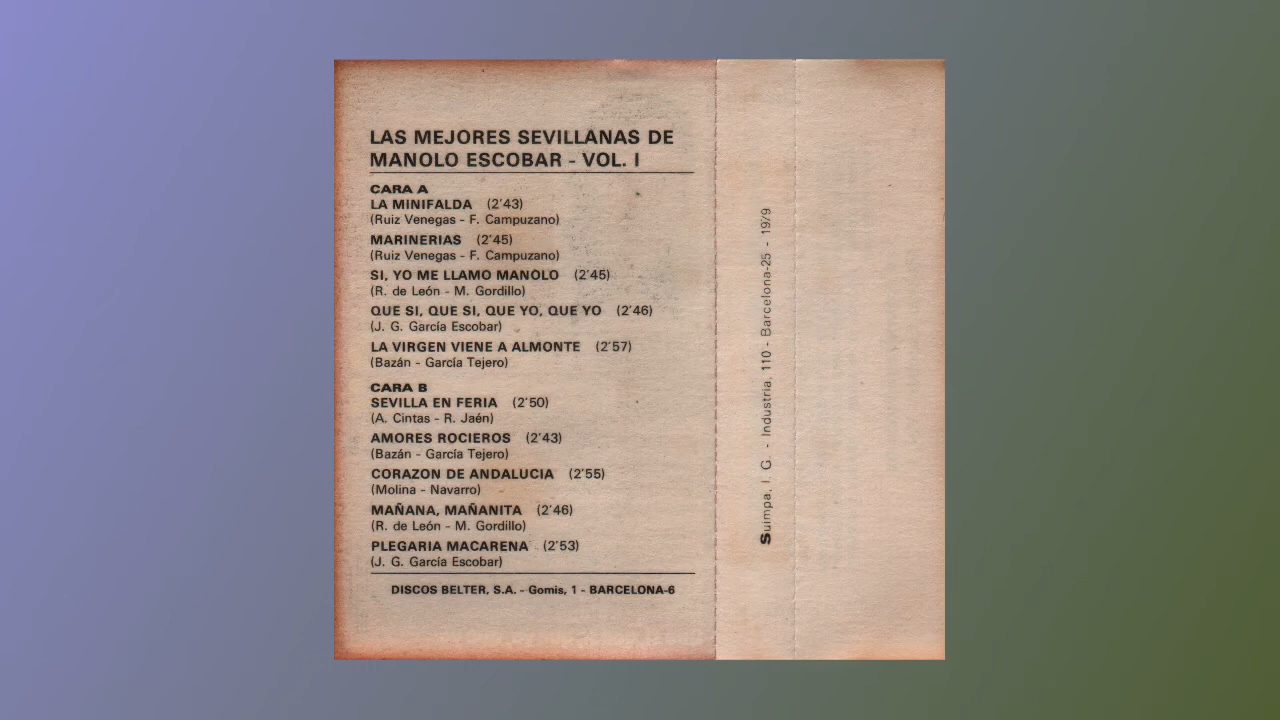 LAS MEJORES SEVILLANAS DE
MANOLO ESCOBAR - VOL. I
CARA A
LA MINIFALDA (2'43)
(Ruiz Venegas - F. Campuzano)
MARINERIAS (2'45)
(Ruiz Venegas - F. Campuzano)
SI, YO ME LLAMO MANOLO (2'45)
(R. de León - M. Gordillo)
QUE SI, QUE SI, QUE YO, QUE YO (2'46)
(J. G. García Escobar)
LA VIRGEN VIENE A ALMONTE (2'57)
(Bazán - García Tejero)
CARA B
SEVILLA EN FERIA (2'50)
(A. Cintas - R. Jaén)
AMORES ROCIEROS (2'43)
(Bazán - García Tejero)
CORAZON DE ANDALUCIA (2'55)
(Molina - Navarro)
MAÑANA, MAÑANITA (2'46)
(R. de León - M. Gordillo)
PLEGARIA MACARENA (2'53)
(J. G. García Escobar)
DISCOS BELTER, S.A. - Gomis, 1 - BARCELONA-6
Suimpa, I. G. - Industria, 110 - Barcelona-25 - 1979